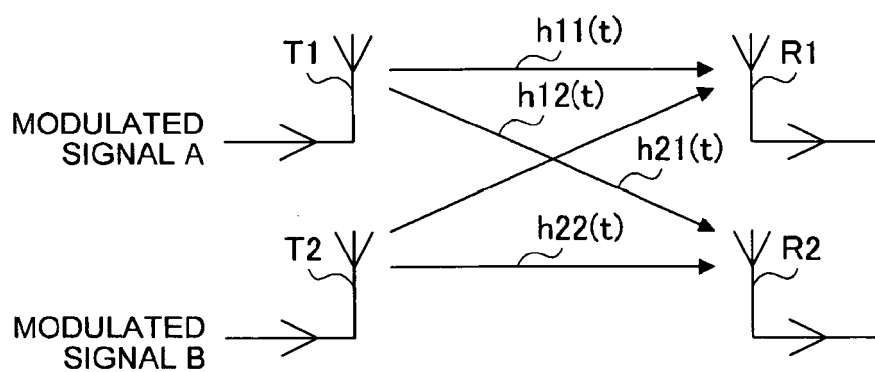 h11(t)
T1
R1
h12(t)
MODULATED
SIGNAL A
h21(t)
T2
h22(t)
R2
MODULATED
SIGNAL B